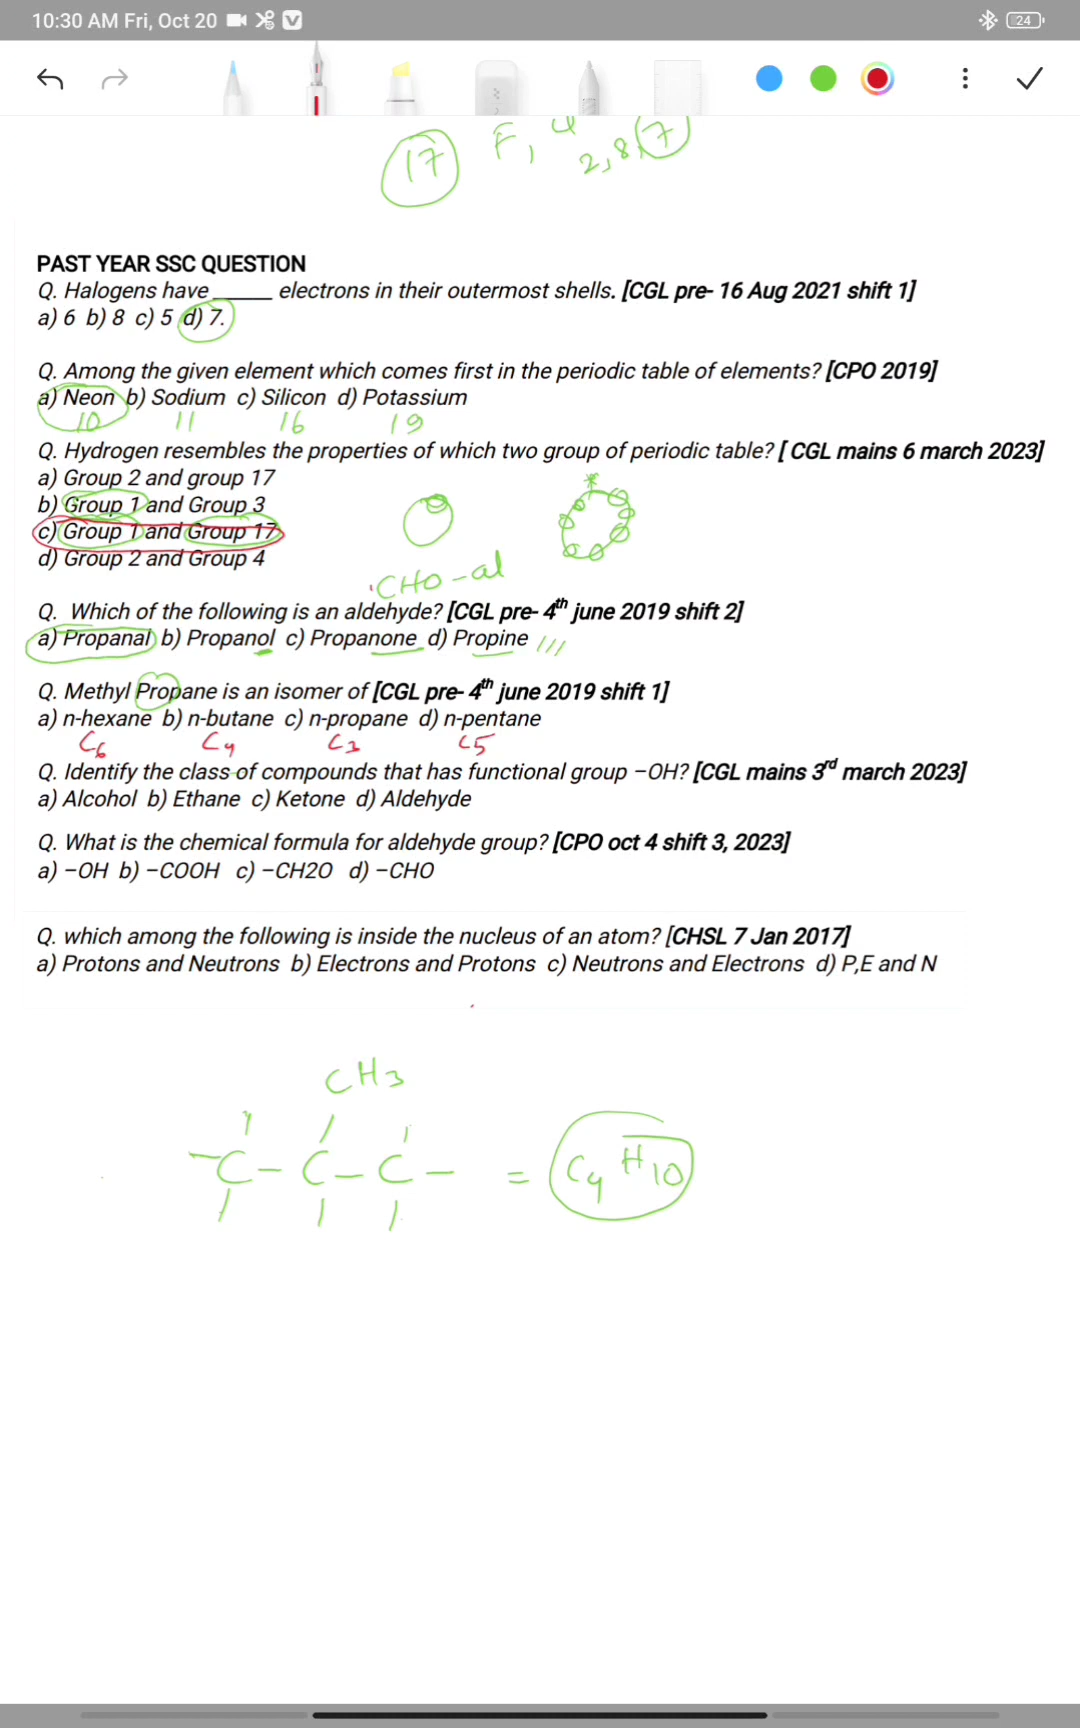 10:30 AM Fri, Oct 20
24
17 F, Cl
2,8,7
PAST YEAR SSC QUESTION
Q. Halogens have _____ electrons in their outermost shells. [CGL pre- 16 Aug 2021 shift 1]
a) 6 b) 8 c) 5 d) 7.
Q. Among the given element which comes first in the periodic table of elements? [CPO 2019]
a) Neon b) Sodium c) Silicon d) Potassium
10 11 16 19
Q. Hydrogen resembles the properties of which two group of periodic table? [ CGL mains 6 march 2023]
a) Group 2 and group 17
b) Group 1 and Group 3
c) Group 1 and Group 17
d) Group 2 and Group 4
CHO-al
Q. Which of the following is an aldehyde? [CGL pre- 4th june 2019 shift 2]
a) Propanal b) Propanol c) Propanone d) Propine
Q. Methyl Propane is an isomer of [CGL pre- 4th june 2019 shift 1]
a) n-hexane b) n-butane c) n-propane d) n-pentane
C6 C4 C3 C5
Q. Identify the class of compounds that has functional group –OH? [CGL mains 3rd march 2023]
a) Alcohol b) Ethane c) Ketone d) Aldehyde
Q. What is the chemical formula for aldehyde group? [CPO oct 4 shift 3, 2023]
a) –OH b) –COOH c) –CH2O d) –CHO
Q. which among the following is inside the nucleus of an atom? [CHSL 7 Jan 2017]
a) Protons and Neutrons b) Electrons and Protons c) Neutrons and Electrons d) P,E and N
CH3
-C-C-C- = C4H10